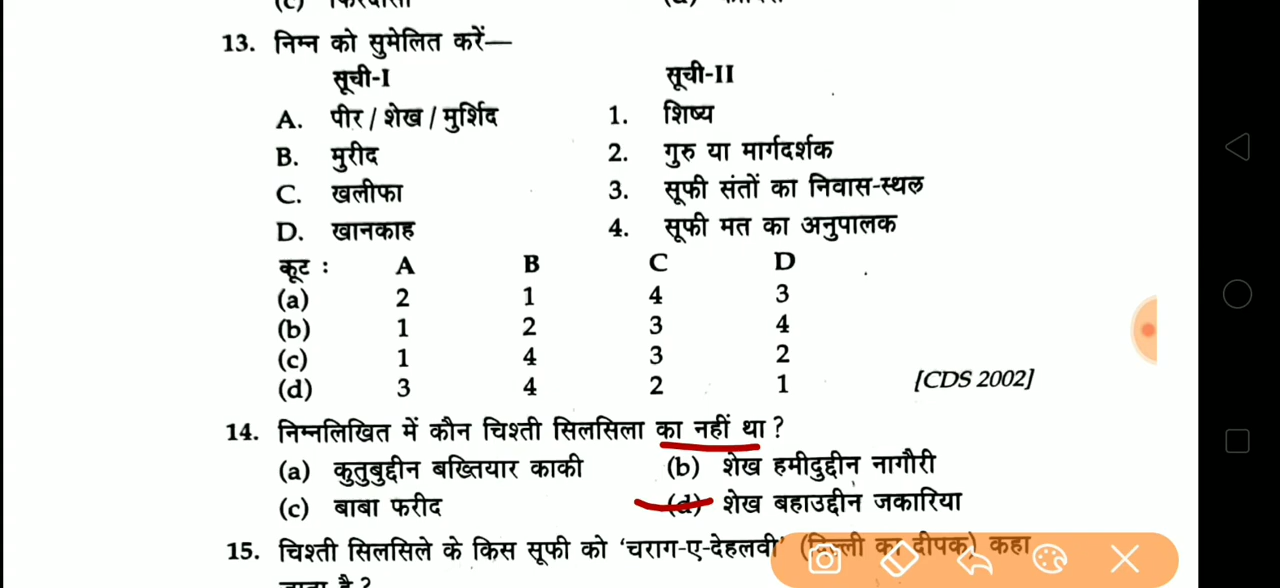 13. निम्न को सुमेलित करें—
सूची-I सूची-II
A. पीर / शेख / मुर्शिद 1. शिष्य
B. मुरीद 2. गुरु या मार्गदर्शक
C. खलीफा 3. सूफी संतों का निवास-स्थल
D. खानकाह 4. सूफी मत का अनुपालक
कूट : A B C D
(a) 2 1 4 3
(b) 1 2 3 4
(c) 1 4 3 2
(d) 3 4 2 1 [CDS 2002]
14. निम्नलिखित में कौन चिश्ती सिलसिला का नहीं था ?
(a) कुतुबुद्दीन बख्तियार काकी (b) शेख हमीदुद्दीन नागौरी
(c) बाबा फरीद (d) शेख बहाउद्दीन जकारिया
15. चिश्ती सिलसिले के किस सूफी को ‘चराग-ए-देहलवी’ (दिल्ली का दीपक) कहा
जाता है ?